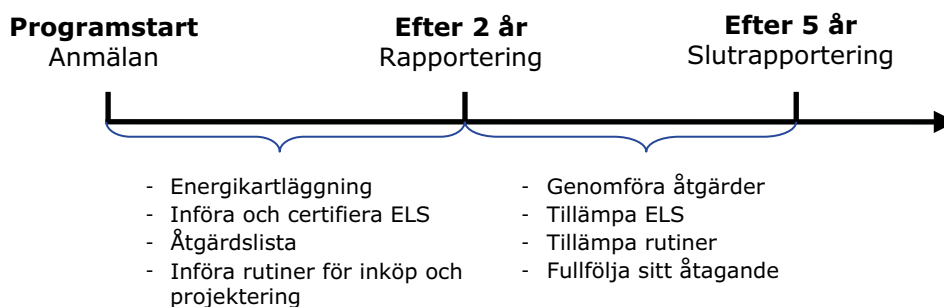 Programstart
Anmälan
Efter 2 år
Rapportering
Efter 5 år
Slutrapportering
- Energikartläggning
- Införa och certifiera ELS
- Åtgärdslista
- Införa rutiner för inköp och
projektering
- Genomföra åtgärder
- Tillämpa ELS
- Tillämpa rutiner
- Fullfölja sitt åtagande